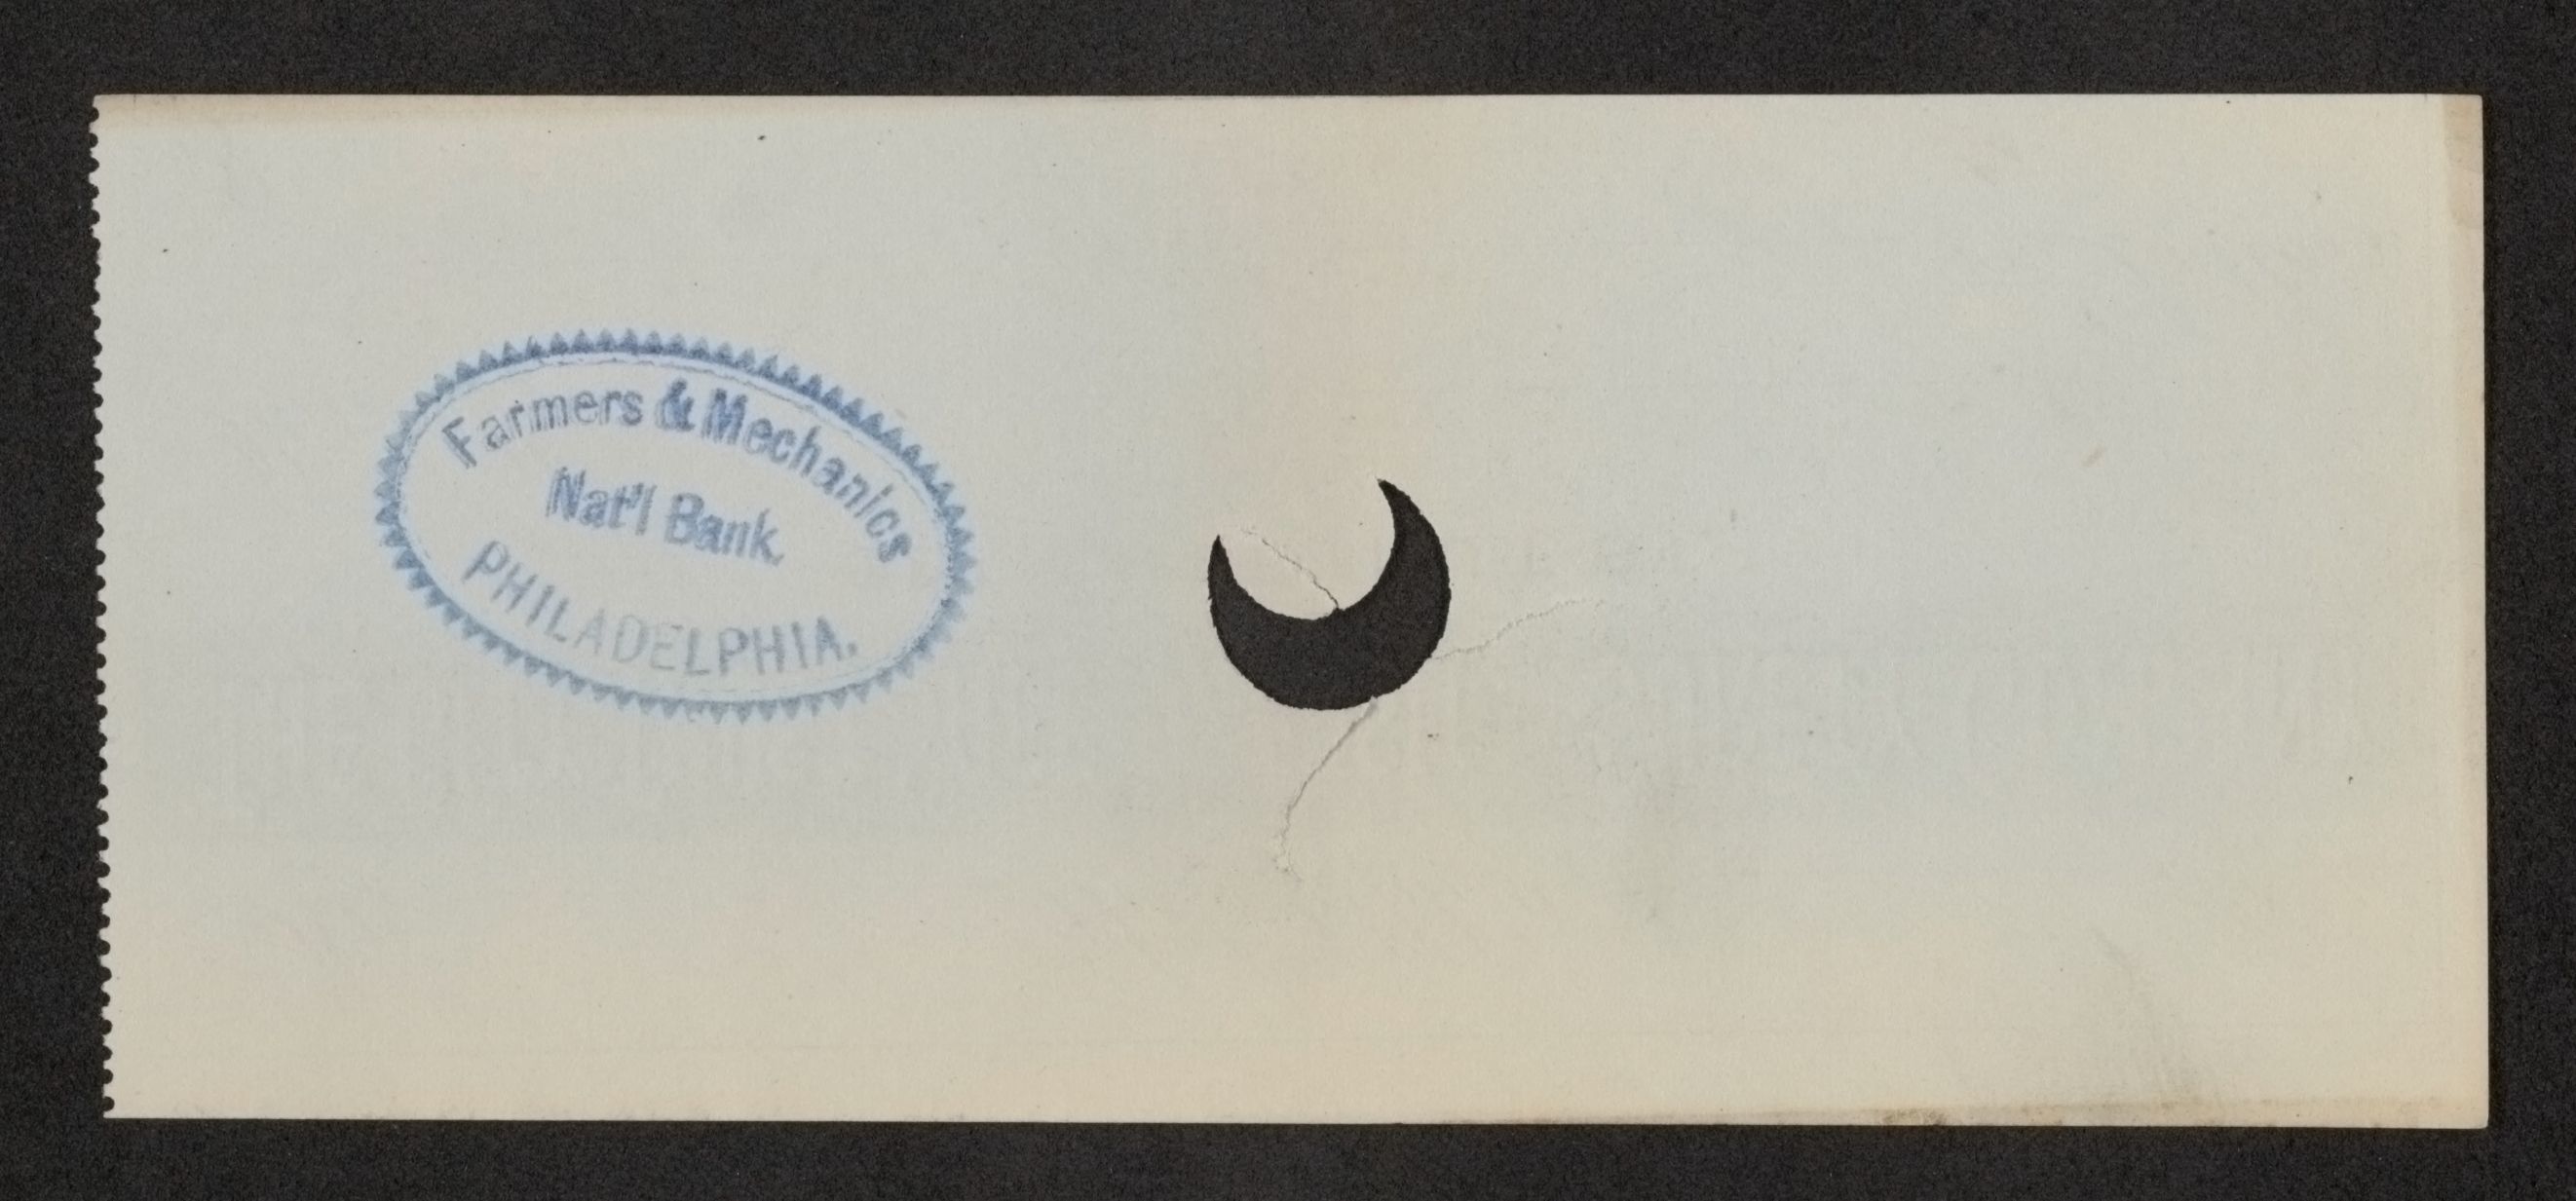 Farmers & Mechanics
Nat'l Bank.
PHILADELPHIA.